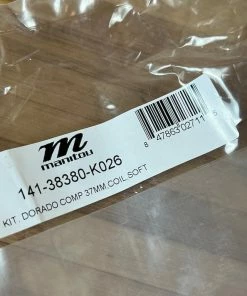 manitou
8 47863 02711 5
141-38380-K026
KIT, DORADO COMP 37MM,COIL,SOFT